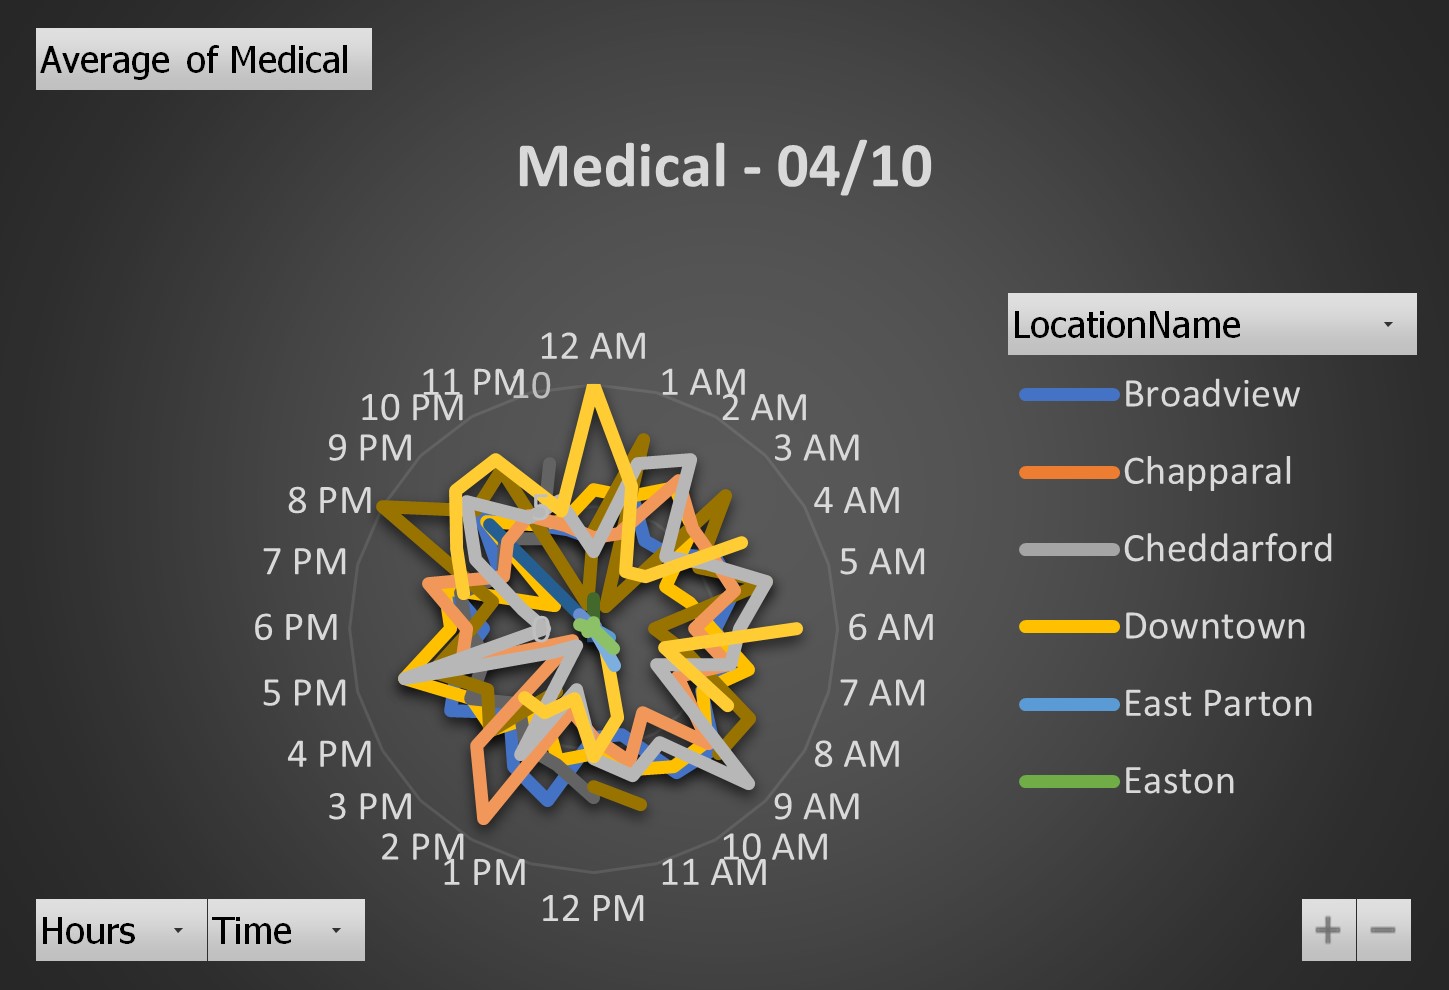 Average of Medical
Medical - 04/10
12 AM
1 AM
2 AM
3 AM
4 AM
5 AM
6 AM
7 AM
8 AM
9 AM
10 AM
11 AM
12 PM
1 PM
2 PM
3 PM
4 PM
5 PM
6 PM
7 PM
8 PM
9 PM
10 PM
11 PM
10
5
0
LocationName
Broadview
Chapparal
Cheddarford
Downtown
East Parton
Easton
Hours
Time
+
−